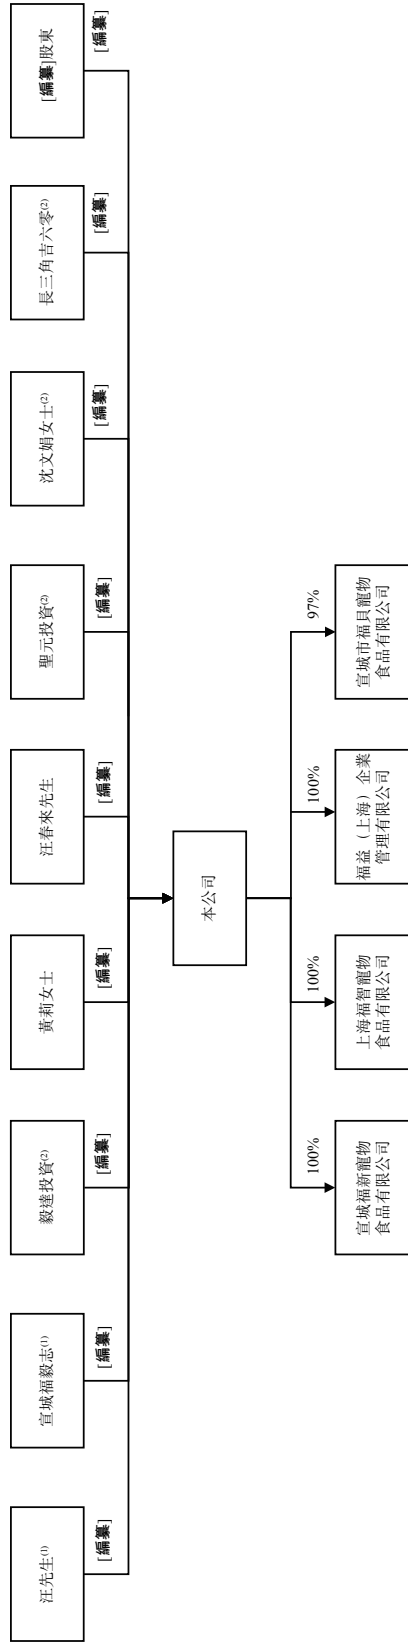 汪先生(1)
宣城福毅志(1)
毅達投資(2)
黃莉女士
汪春來先生
聖元投資(2)
沈文娟女士(2)
長三角吉六零(2)
[編纂]股東
[編纂]
[編纂]
[編纂]
[編纂]
[編纂]
[編纂]
[編纂]
[編纂]
[編纂]
本公司
100%
100%
100%
97%
宣城福新寵物
食品有限公司
上海福智寵物
食品有限公司
福益（上海）企業
管理有限公司
宣城市福貝寵物
食品有限公司